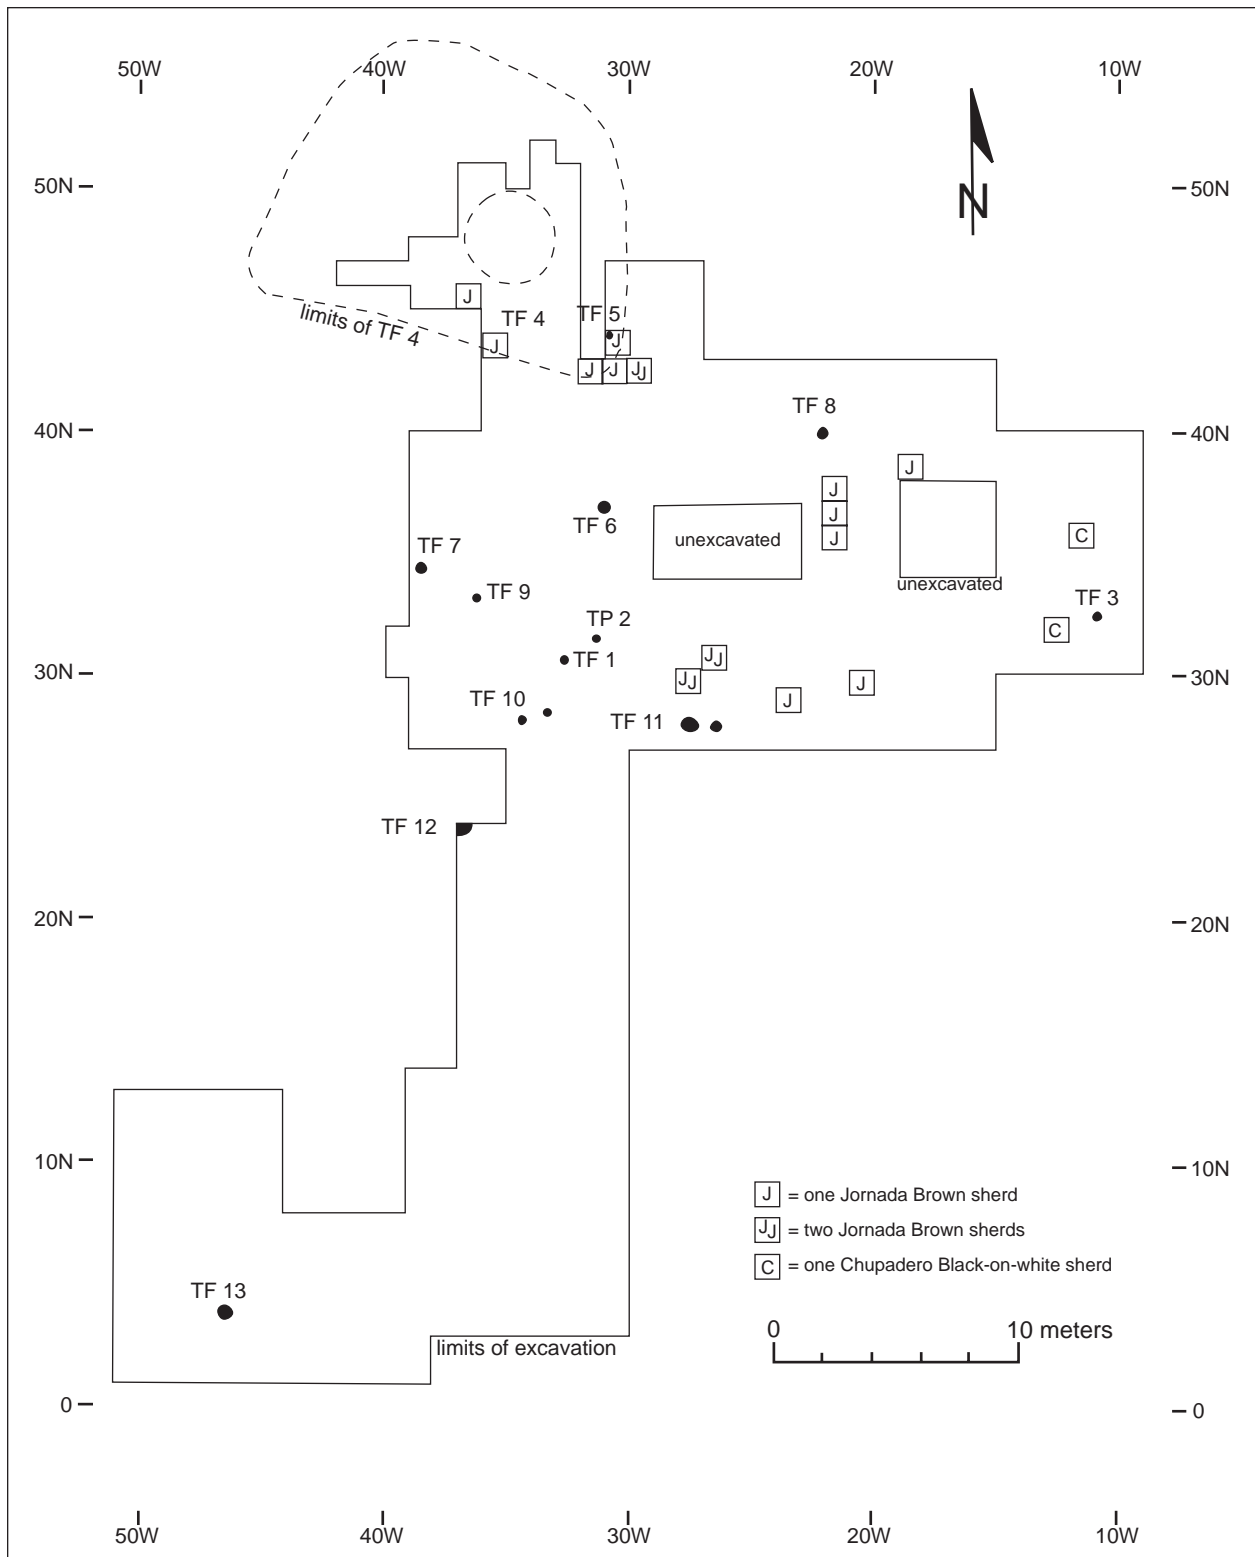 50W 40W 30W 20W 10W
N
50N 50N
J
limits of TF 4
TF 4
TF 5
J
J
J J JJ
40N 40N
TF 8
J
J
J
J
TF 6
unexcavated
C
TF 7
unexcavated
TF 9
TF 3
TP 2
C
TF 1
JJ
30N 30N
JJ
J
J
TF 10
TF 11
TF 12
20N 20N
10N 10N
J = one Jornada Brown sherd
JJ = two Jornada Brown sherds
C = one Chupadero Black-on-white sherd
TF 13
0 10 meters
limits of excavation
0 0
50W 40W 30W 20W 10W